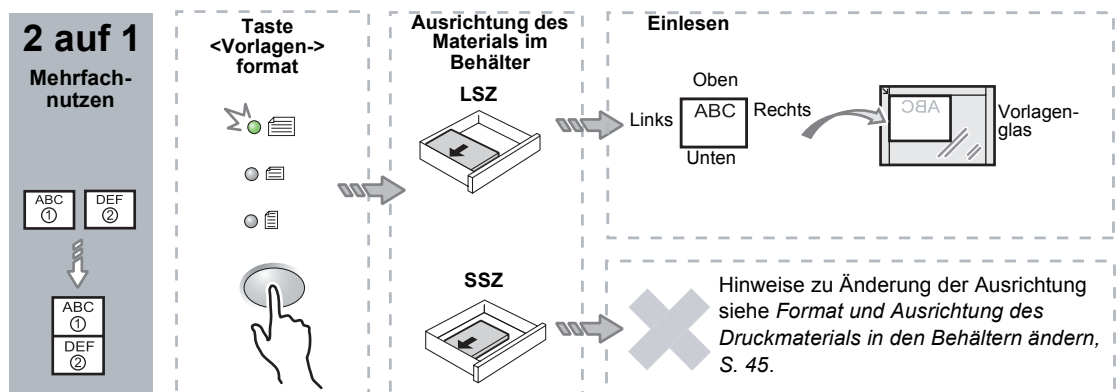 2 auf 1
Mehrfach-
nutzen
ABC
①
DEF
②
ABC
①
DEF
②
Taste
<Vorlagen->
format
Ausrichtung des
Materials im
Behälter
LSZ
SSZ
Einlesen
Oben
Links
ABC
Rechts
Unten
ABC
Vorlagen-
glas
Hinweise zu Änderung der Ausrichtung
siehe Format und Ausrichtung des
Druckmaterials in den Behältern ändern,
S. 45.